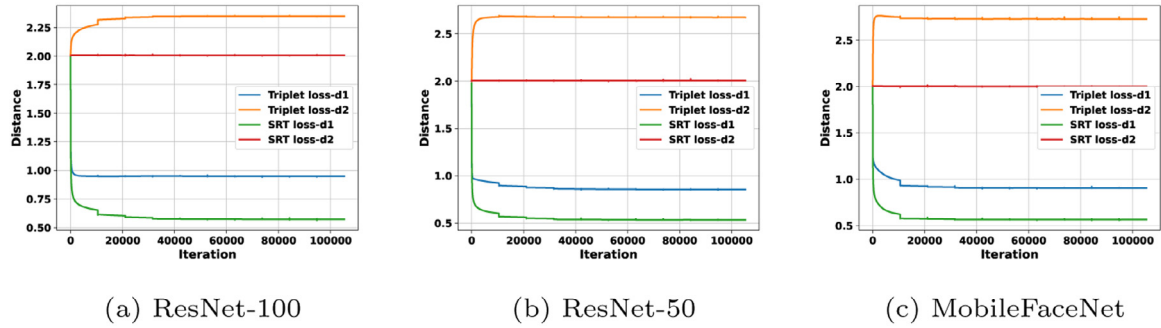 2.25
2.00
1.75
1.50
1.25
1.00
0.75
0.50
Distance
Triplet loss-d1
Triplet loss-d2
SRT loss-d1
SRT loss-d2
0 20000 40000 60000 80000 100000
Iteration
(a) ResNet-100
2.5
2.0
1.5
1.0
0.5
Distance
Triplet loss-d1
Triplet loss-d2
SRT loss-d1
SRT loss-d2
0 20000 40000 60000 80000 100000
Iteration
(b) ResNet-50
2.5
2.0
1.5
1.0
0.5
Distance
Triplet loss-d1
Triplet loss-d2
SRT loss-d1
SRT loss-d2
0 20000 40000 60000 80000 100000
Iteration
(c) MobileFaceNet